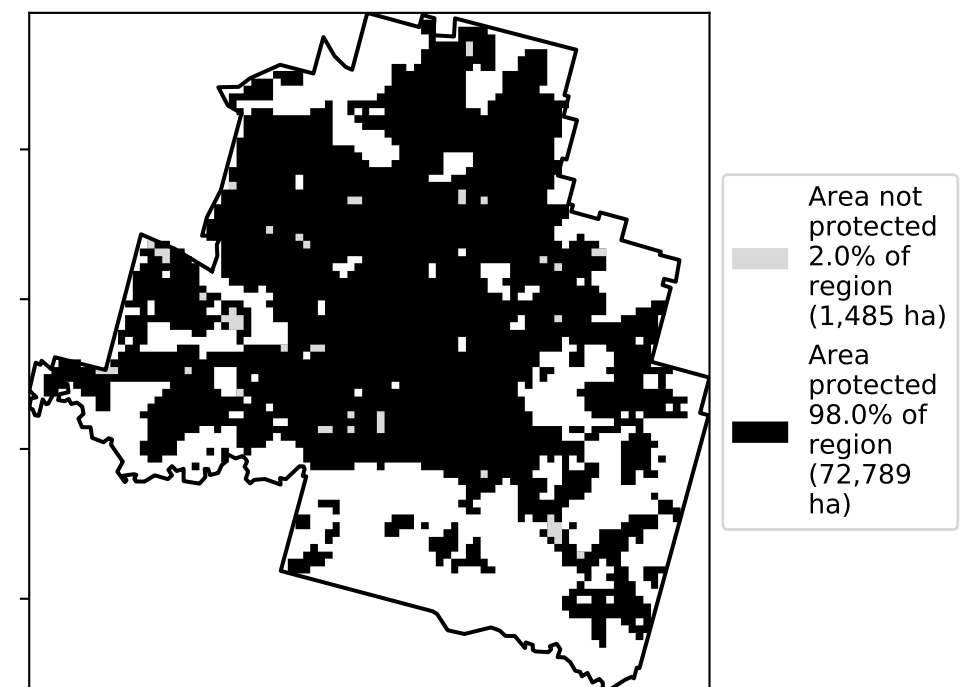 Area not
protected
2.0% of
region
(1,485 ha)
Area
protected
98.0% of
region
(72,789
ha)